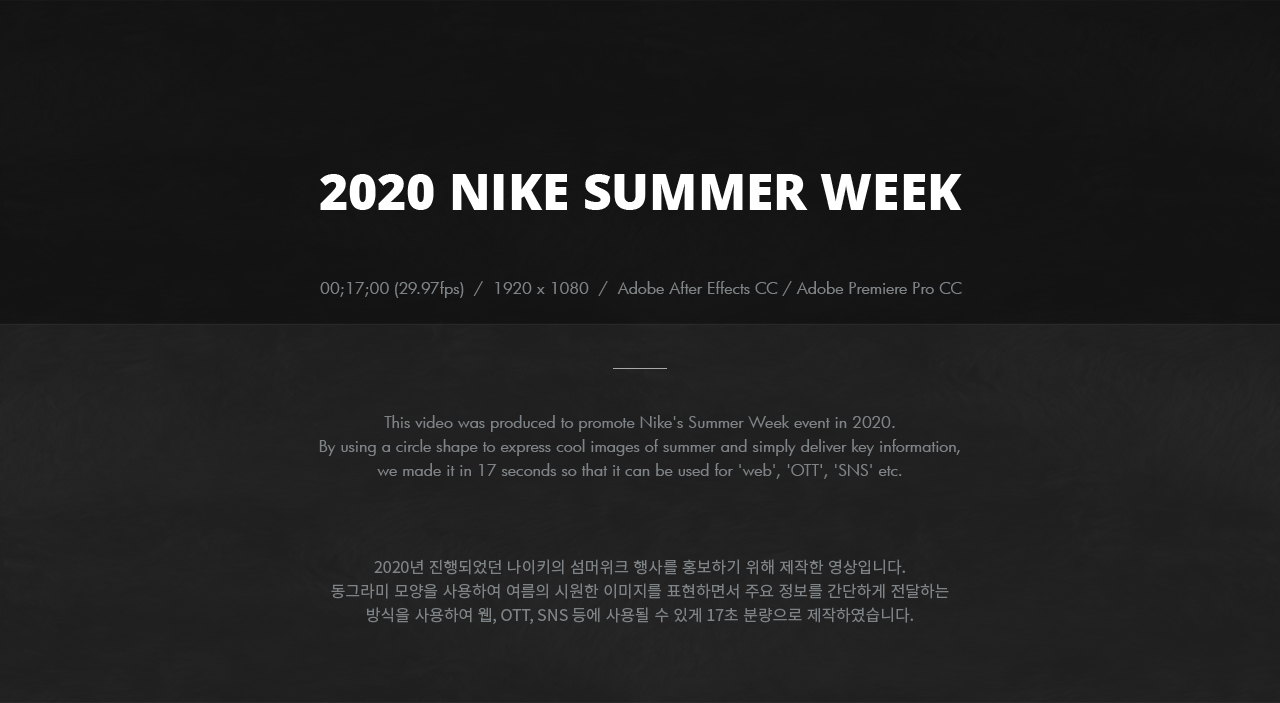 2020 NIKE SUMMER WEEK
00;17;00 (29.97fps) / 1920 x 1080 / Adobe After Effects CC / Adobe Premiere Pro CC
This video was produced to promote Nike's Summer Week event in 2020.
By using a circle shape to express cool images of summer and simply deliver key information,
we made it in 17 seconds so that it can be used for 'web', 'OTT', 'SNS' etc.
2020년 진행되었던 나이키의 섬머위크 행사를 홍보하기 위해 제작한 영상입니다.
동그라미 모양을 사용하여 여름의 시원한 이미지를 표현하면서 주요 정보를 간단하게 전달하는
방식을 사용하여 웹, OTT, SNS 등에 사용될 수 있게 17초 분량으로 제작하였습니다.